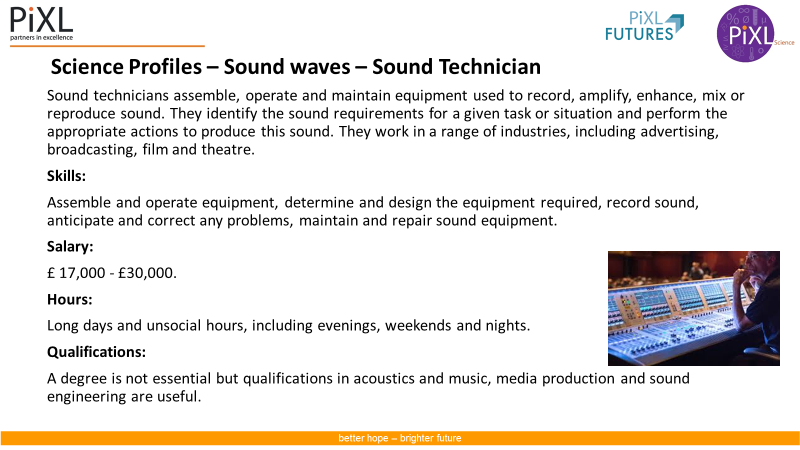 PiXL
partners in excellence
PiXL
FUTURES
PiXL
Science
Science Profiles – Sound waves – Sound Technician
Sound technicians assemble, operate and maintain equipment used to record, amplify, enhance, mix or
reproduce sound. They identify the sound requirements for a given task or situation and perform the
appropriate actions to produce this sound. They work in a range of industries, including advertising,
broadcasting, film and theatre.
Skills:
Assemble and operate equipment, determine and design the equipment required, record sound,
anticipate and correct any problems, maintain and repair sound equipment.
Salary:
£ 17,000 - £30,000.
Hours:
Long days and unsocial hours, including evenings, weekends and nights.
Qualifications:
A degree is not essential but qualifications in acoustics and music, media production and sound
engineering are useful.
better hope – brighter future